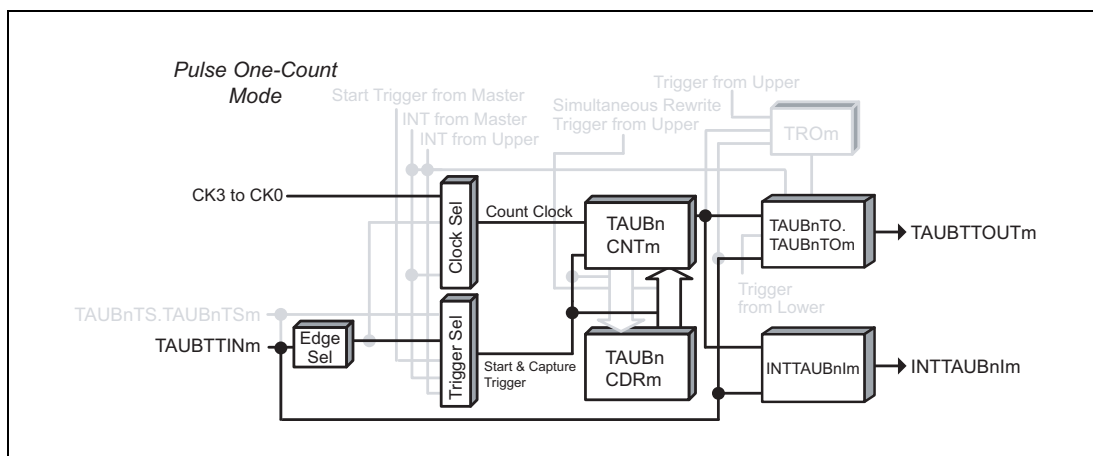 Pulse One-Count
Mode
Trigger from Upper
Start Trigger from Master
Simultaneous Rewrite
Trigger from Upper
INT from Master
INT from Upper
TROm
CK3 to CK0
Clock Sel
Count Clock
TAUBn
CNTm
TAUBnTO.
TAUBnTOm
TAUBTTOUTm
Trigger
from Lower
TAUBnTS.TAUBnTSm
TAUBTTINm
Edge
Sel
Trigger Sel
Start & Capture
Trigger
TAUBn
CDRm
INTTAUBnIm
INTTAUBnIm